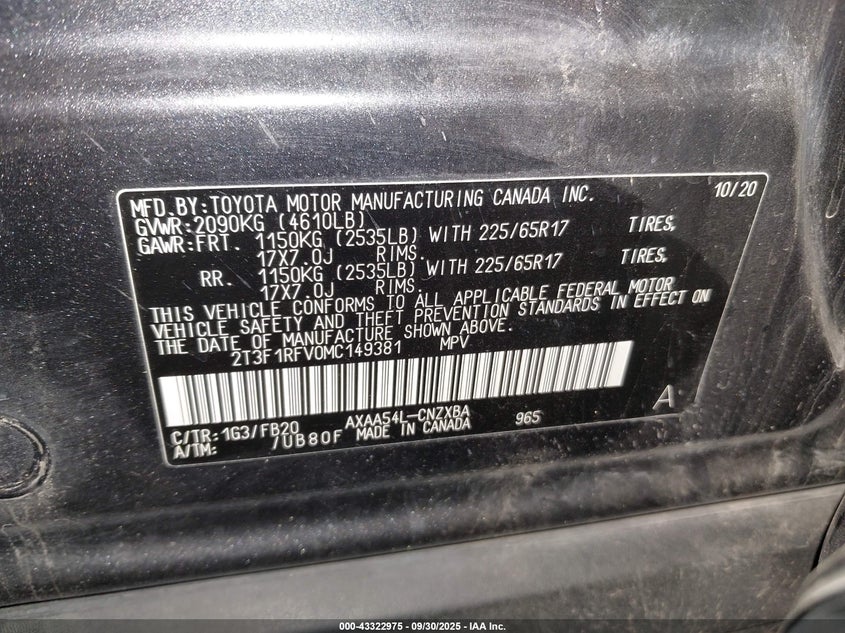 MFD.BY:TOYOTA MOTOR MANUFACTURING CANADA INC. 10/20
GVWR:2090KG (4610LB)
GAWR:FRT. 1150KG (2535LB) WITH 225/65R17 TIRES,
17X7.0J RIMS.
RR. 1150KG (2535LB) WITH 225/65R17 TIRES,
17X7.0J RIMS.
THIS VEHICLE CONFORMS TO ALL APPLICABLE FEDERAL MOTOR
VEHICLE SAFETY AND THEFT PREVENTION STANDARDS IN EFFECT ON
THE DATE OF MANUFACTURE SHOWN ABOVE.
2T3F1RFV0MC149381 MPV
A
C/TR:1G3/FB20 AXAA54L-CNZXBA 965
A/TM: /UB80F MADE IN CANADA
000-43322975 - 09/30/2025 - IAA Inc.